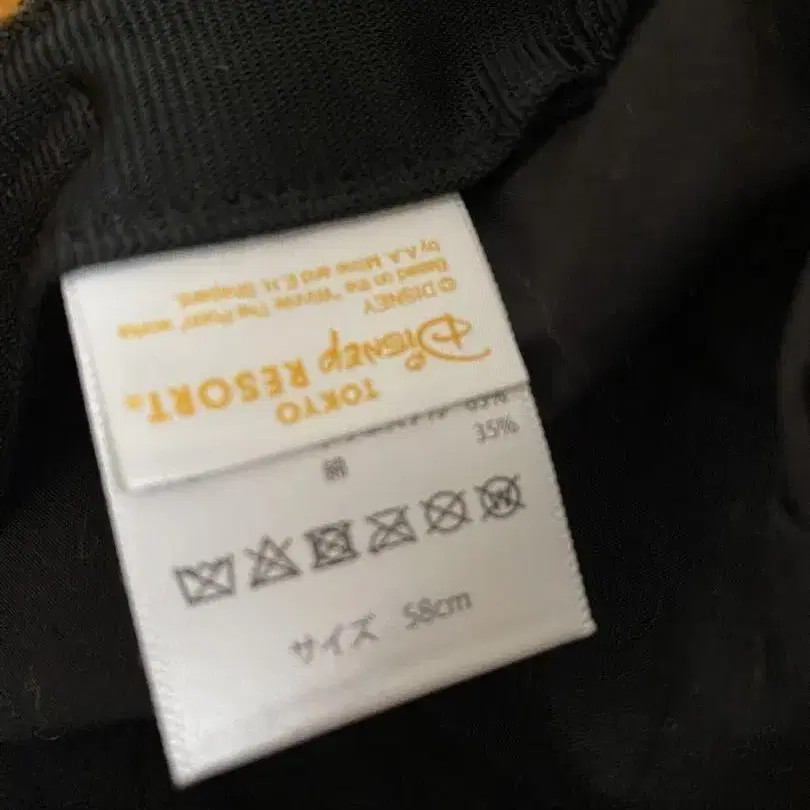 TOKYO
DISNEY RESORT®
© DISNEY
Based on the "Winnie The Pooh" works
by A.A. Milne and E.H. Shepard.
綿 35%
サイズ 58cm